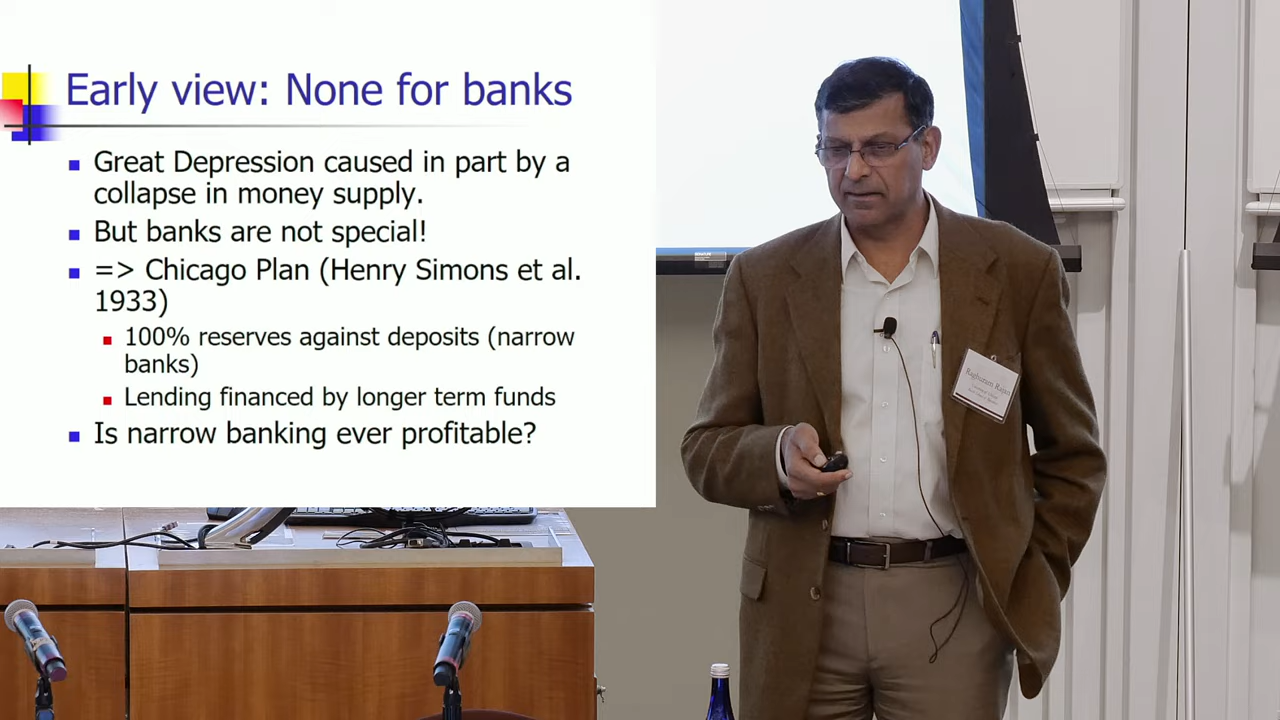 Early view: None for banks
Great Depression caused in part by a
collapse in money supply.
But banks are not special!
=> Chicago Plan (Henry Simons et al.
1933)
100% reserves against deposits (narrow
banks)
Lending financed by longer term funds
Is narrow banking ever profitable?
Raghuram Rajan